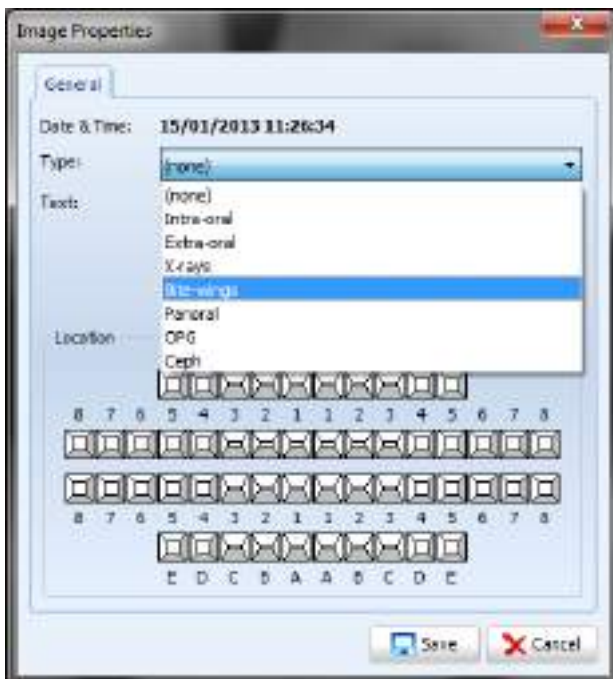 Image Properties
General
Date & Time: 15/01/2013 11:26:34
Type: (none)
Text:
(none)
Intra-oral
Extra-oral
X-rays
Bite-wings
Panoral
OPG
Ceph
Location
8 7 6 5 4 3 2 1 1 2 3 4 5 6 7 8
8 7 6 5 4 3 2 1 1 2 3 4 5 6 7 8
E D C B A A B C D E
Save Cancel